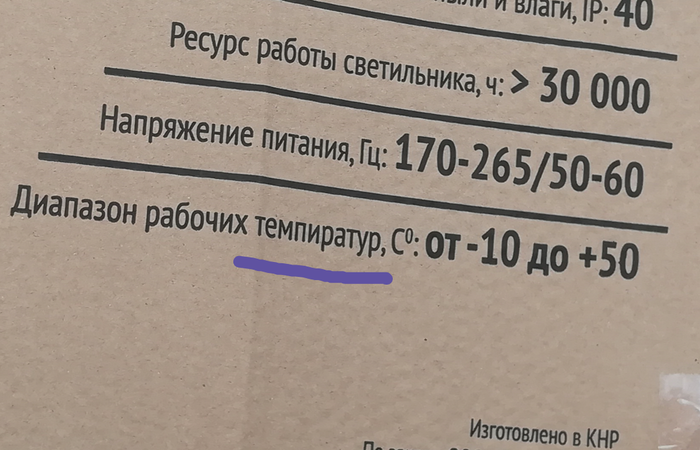 и влаги, IP: 40
Ресурс работы светильника, ч: > 30 000
Напряжение питания, Гц: 170-265/50-60
Диапазон рабочих темпиратур, С⁰: от -10 до +50
Изготовлено в КНР